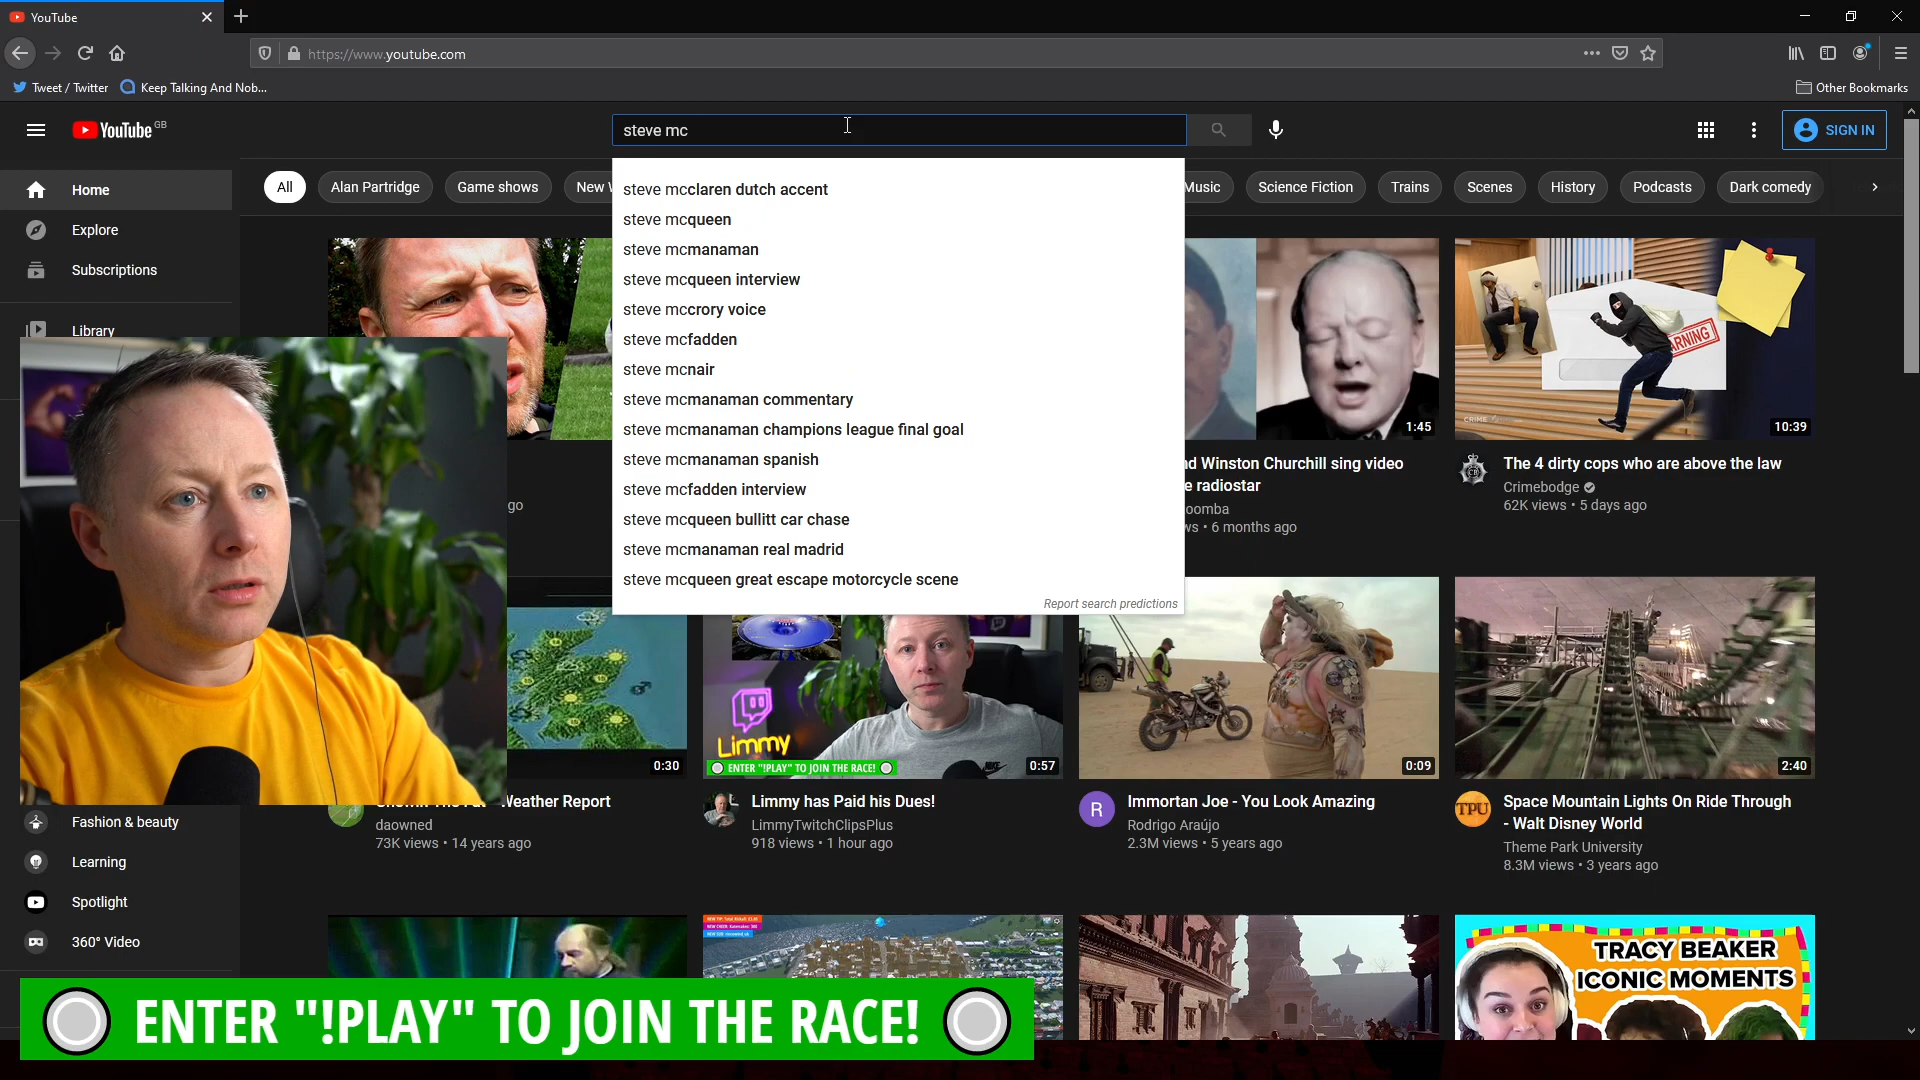 YouTube
https://www.youtube.com
Tweet / Twitter
Keep Talking And Nob...
Other Bookmarks
YouTube GB
steve mc
SIGN IN
Home
Explore
Subscriptions
Library
All
Alan Partridge
Game shows
New
Music
Science Fiction
Trains
Scenes
History
Podcasts
Dark comedy
steve mcclaren dutch accent
steve mcqueen
steve mcmanaman
steve mcqueen interview
steve mccrory voice
steve mcfadden
steve mcnair
steve mcmanaman commentary
steve mcmanaman champions league final goal
steve mcmanaman spanish
steve mcfadden interview
steve mcqueen bullitt car chase
steve mcmanaman real madrid
steve mcqueen great escape motorcycle scene
Report search predictions
go
1:45
nd Winston Churchill sing video
e radiostar
oomba
ws • 6 months ago
WARNING
CRIME
10:39
The 4 dirty cops who are above the law
Crimebodge
62K views • 5 days ago
0:30
Weather Report
daowned
73K views • 14 years ago
Limmy
ENTER "!PLAY" TO JOIN THE RACE!
0:57
Limmy has Paid his Dues!
LimmyTwitchClipsPlus
918 views • 1 hour ago
0:09
R
Immortan Joe - You Look Amazing
Rodrigo Araújo
2.3M views • 5 years ago
2:40
TPU
Space Mountain Lights On Ride Through
- Walt Disney World
Theme Park University
8.3M views • 3 years ago
Fashion & beauty
Learning
Spotlight
360° Video
TRACY BEAKER
ICONIC MOMENTS
ENTER "!PLAY" TO JOIN THE RACE!